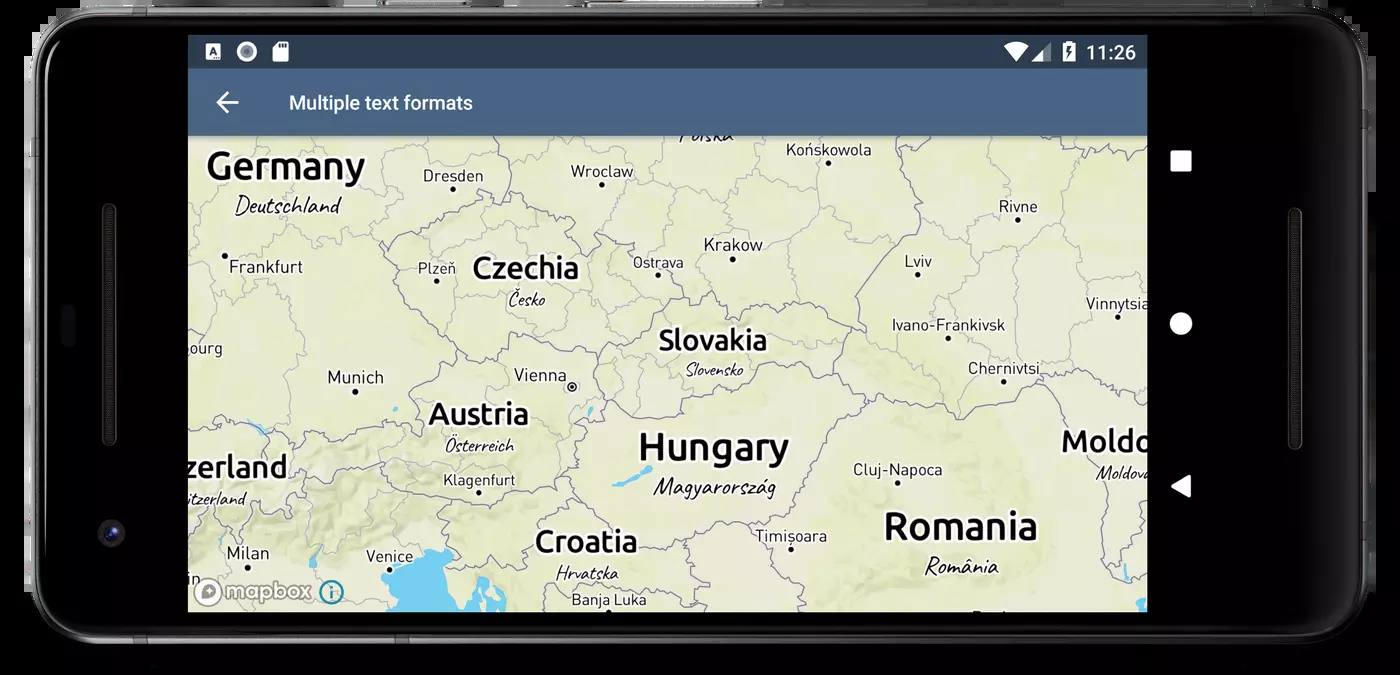 11:26
Multiple text formats
Polska
Końskowola
Germany
Deutschland
Dresden
Wroclaw
Rivne
Krakow
Frankfurt
Plzeň
Czechia
Česko
Ostrava
Lviv
Vinnytsia
Ivano-Frankivsk
Slovakia
Slovensko
ourg
Munich
Vienna
Chernivtsi
Austria
Österreich
Hungary
Magyarország
Moldo
Moldov
zerland
itzerland
Klagenfurt
Cluj-Napoca
Romania
România
Croatia
Hrvatska
Timișoara
Milan
Venice
in
mapbox
Banja Luka